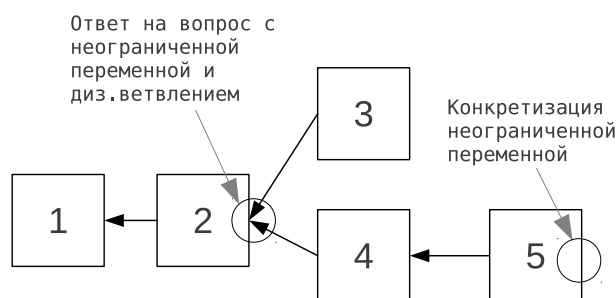 Ответ на вопрос с
неограниченной
переменной и
диз.ветвлением
3
Конкретизация
неограниченной
переменной
1
2
4
5